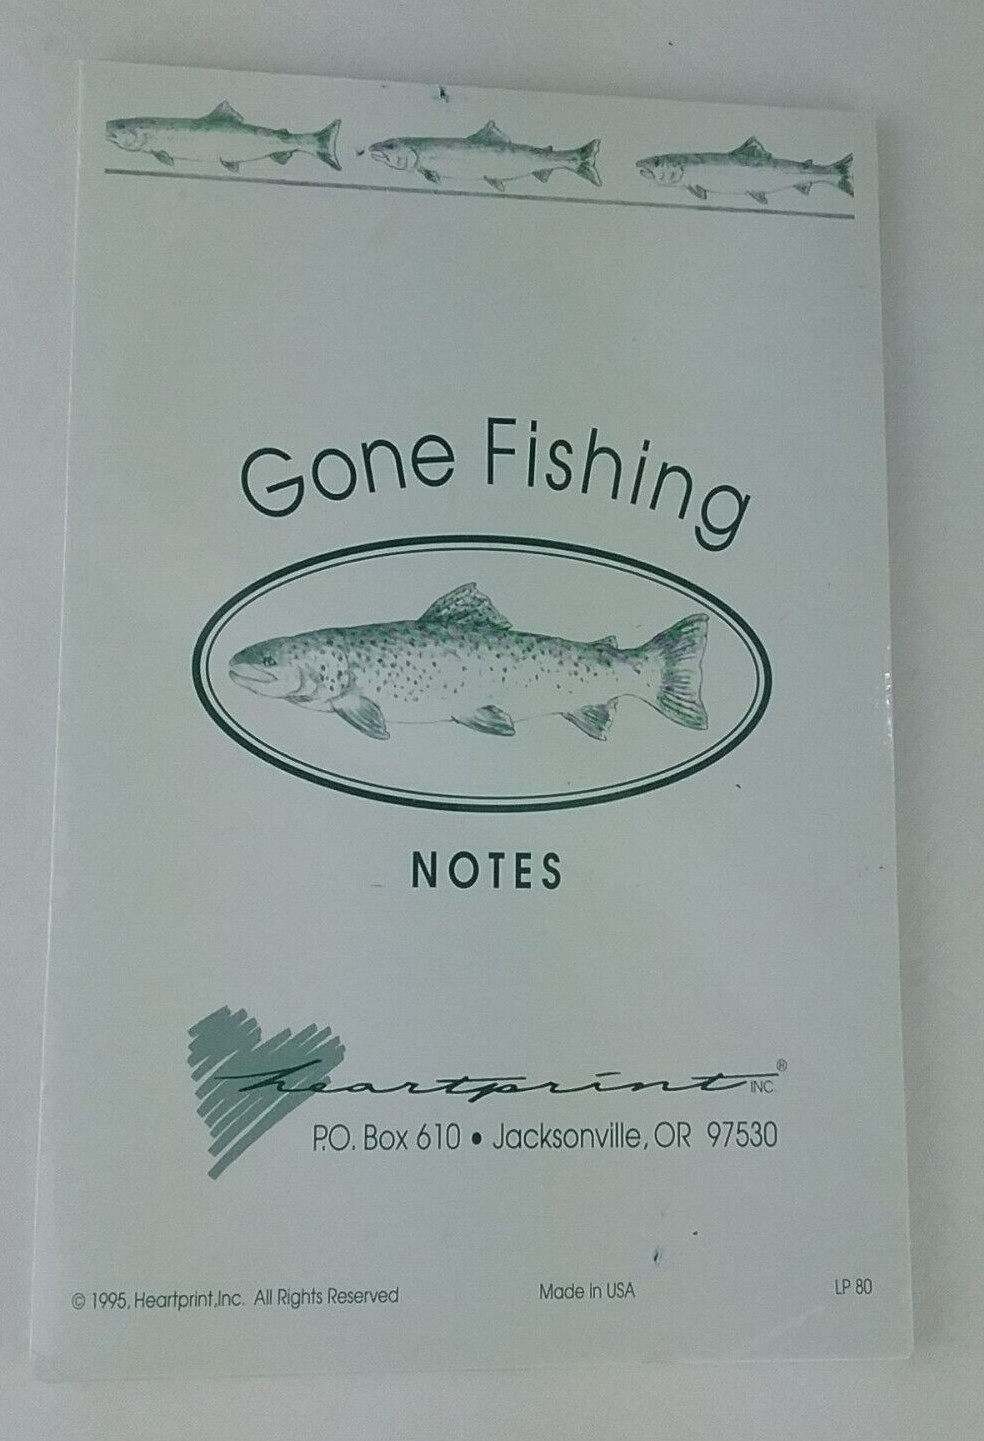 Gone Fishing
NOTES
heartprint INC.®
P.O. Box 610 • Jacksonville, OR 97530
© 1995, Heartprint,Inc. All Rights Reserved
Made in USA
LP 80